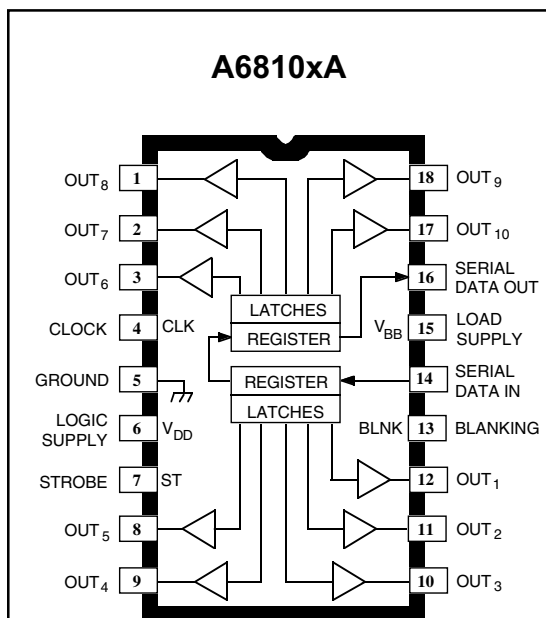 A6810xA
OUT8 1
18 OUT9
OUT7 2
17 OUT10
OUT6 3
16 SERIAL
DATA OUT
LATCHES
REGISTER
CLOCK 4 CLK
VBB 15 LOAD
SUPPLY
GROUND 5
REGISTER
LATCHES
14 SERIAL
DATA IN
LOGIC
SUPPLY 6 VDD
BLNK 13 BLANKING
STROBE 7 ST
12 OUT1
OUT5 8
11 OUT2
OUT4 9
10 OUT3